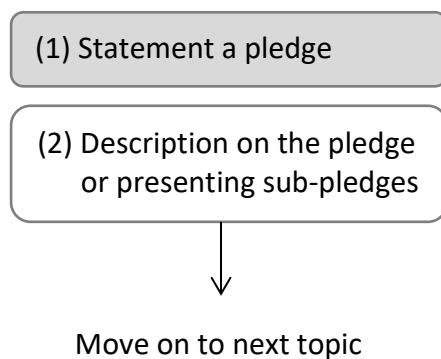 (1) Statement a pledge
(2) Description on the pledge
or presenting sub-pledges
Move on to next topic